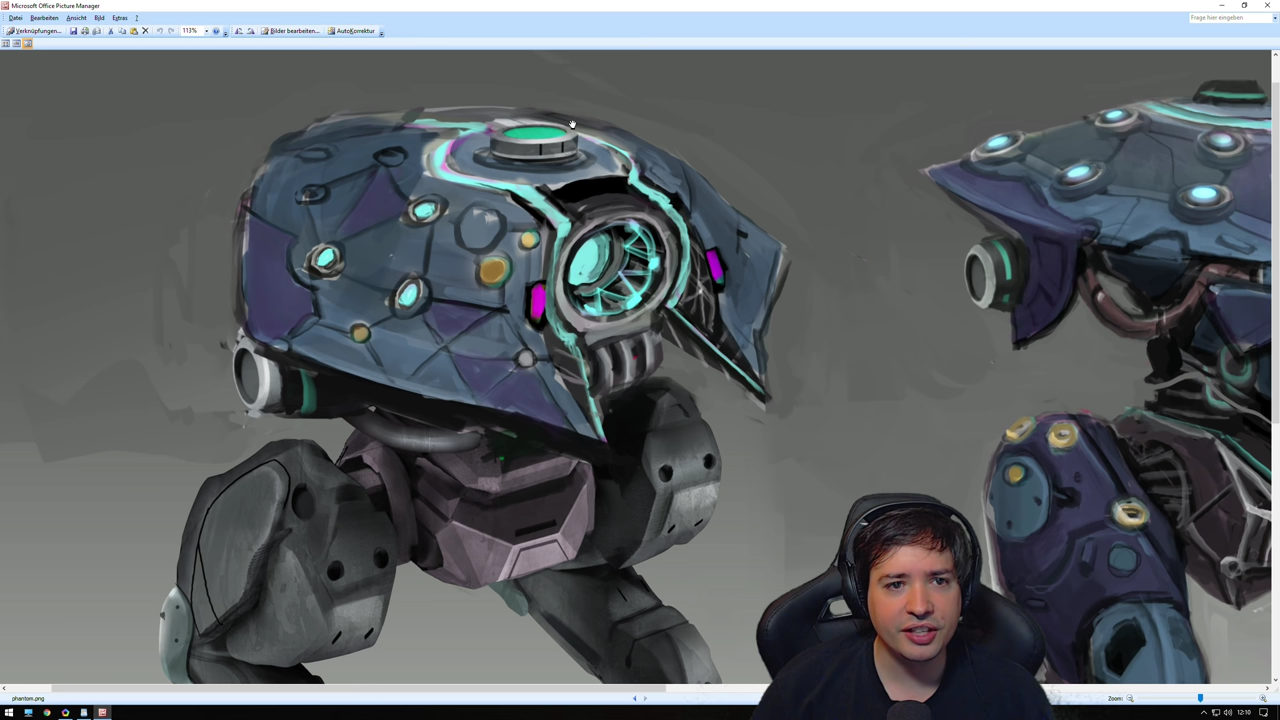 Microsoft Office Picture Manager
Datei Bearbeiten Ansicht Bild Extras ?
Frage hier eingeben
Verknüpfungen... 113% Bilder bearbeiten... AutoKorrektur
phantom.png
Zoom:
12:10